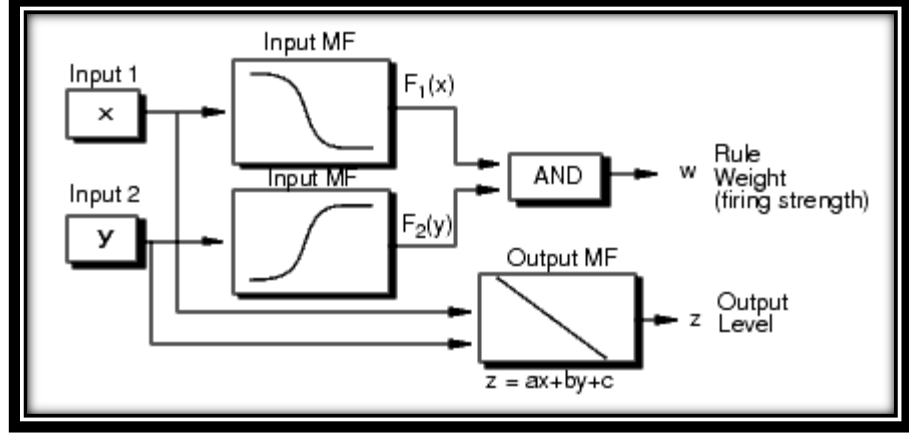 Input MF
Input 1
x
F₁(x)
Input MF
Input 2
y
F₂(y)
AND
w
Rule
Weight
(firing strength)
Output MF
z
Output
Level
z = ax+by+c